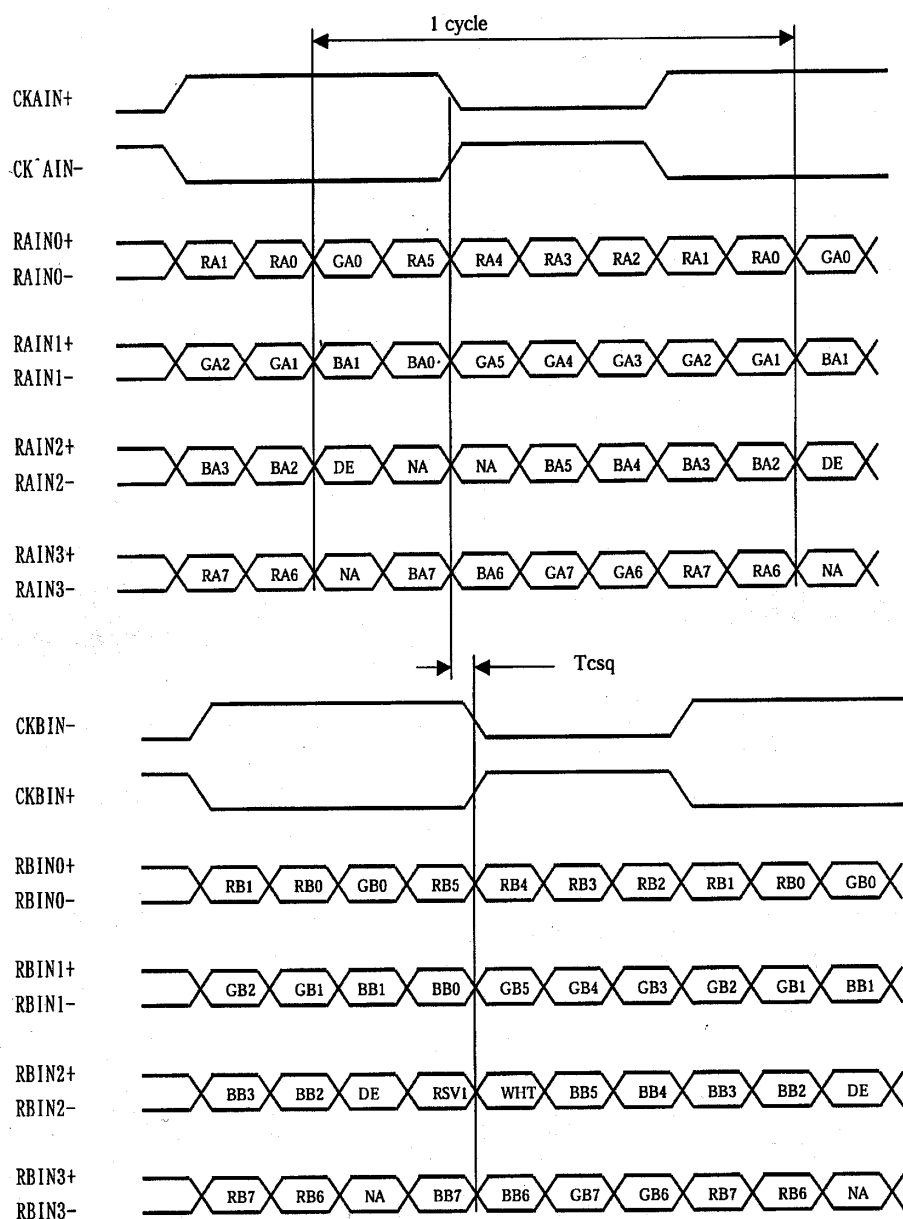 1 cycle
CKAIN+
CK AIN-
RAIN0+
RAIN0-
RA1 RA0 GA0 RA5 RA4 RA3 RA2 RA1 RA0 GA0
RAIN1+
RAIN1-
GA2 GA1 BA1 BA0 GA5 GA4 GA3 GA2 GA1 BA1
RAIN2+
RAIN2-
BA3 BA2 DE NA NA BA5 BA4 BA3 BA2 DE
RAIN3+
RAIN3-
RA7 RA6 NA BA7 BA6 GA7 GA6 RA7 RA6 NA
Tcsq
CKBIN-
CKBIN+
RBIN0+
RBIN0-
RB1 RB0 GB0 RB5 RB4 RB3 RB2 RB1 RB0 GB0
RBIN1+
RBIN1-
GB2 GB1 BB1 BB0 GB5 GB4 GB3 GB2 GB1 BB1
RBIN2+
RBIN2-
BB3 BB2 DE RSV1 WHT BB5 BB4 BB3 BB2 DE
RBIN3+
RBIN3-
RB7 RB6 NA BB7 BB6 GB7 GB6 RB7 RB6 NA